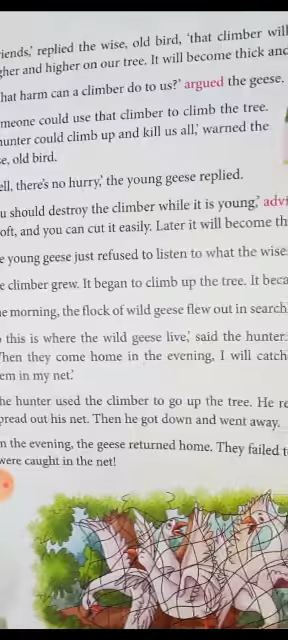 iends,' replied the wise, old bird, 'that climber will
gher and higher on our tree. It will become thick and
hat harm can a climber do to us?' argued the geese.
meone could use that climber to climb the tree.
hunter could climb up and kill us all,' warned the
e, old bird.
ell, there's no hurry,' the young geese replied.
u should destroy the climber while it is young,' advi
oft, and you can cut it easily. Later it will become th
e young geese just refused to listen to what the wise
e climber grew. It began to climb up the tree. It beca
e morning, the flock of wild geese flew out in search
this is where the wild geese live,' said the hunter.
hen they come home in the evening, I will catch
em in my net.'
he hunter used the climber to go up the tree. He re
pread out his net. Then he got down and went away.
n the evening, the geese returned home. They failed t
were caught in the net!